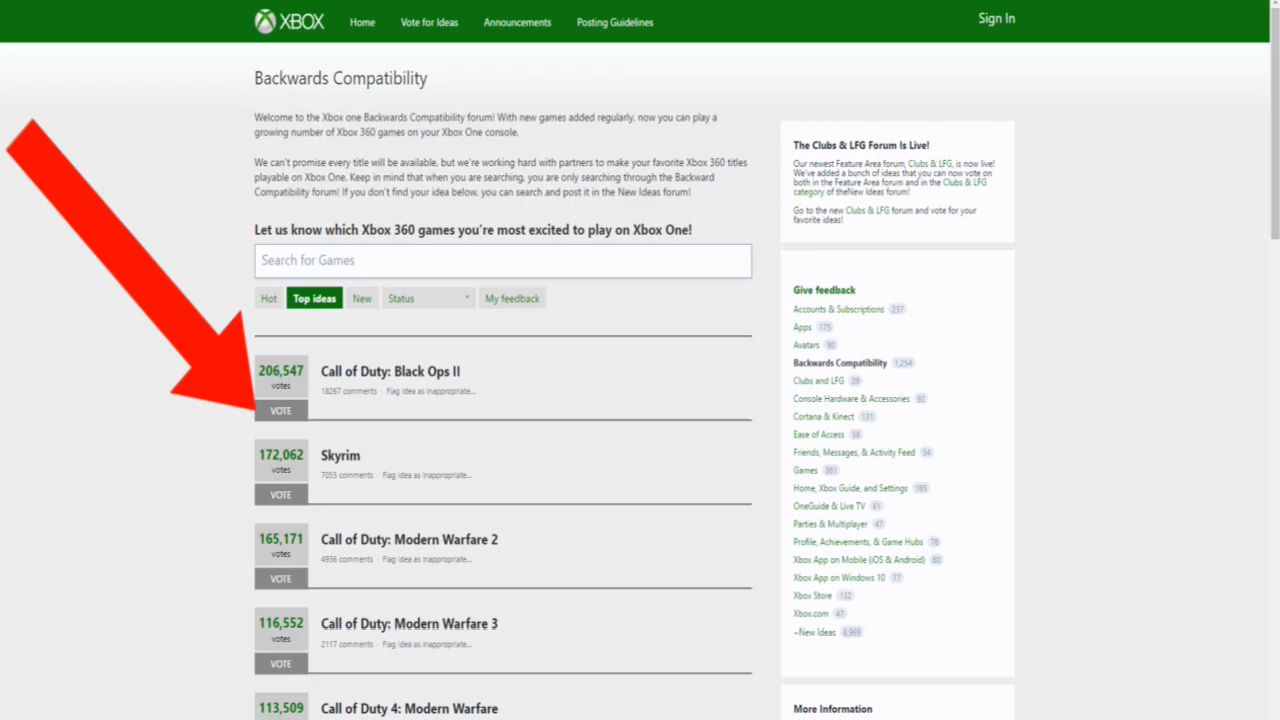 XBOX
Home
Vote for Ideas
Announcements
Posting Guidelines
Sign In
Backwards Compatibility
Welcome to the Xbox one Backwards Compatibility forum! With new games added regularly, now you can play a
growing number of Xbox 360 games on your Xbox One console.
We can't promise every title will be available, but we're working hard with partners to make your favorite Xbox 360 titles
playable on Xbox One. Keep in mind that when you are searching, you are only searching through the Backward
Compatibility forum! If you don't find your idea below, you can search and post it in the New Ideas forum!
Let us know which Xbox 360 games you're most excited to play on Xbox One!
Search for Games
Hot
Top ideas
New
Status
My feedback
206,547
votes
VOTE
Call of Duty: Black Ops II
18267 comments · Flag idea as inappropriate...
172,062
votes
VOTE
Skyrim
7055 comments · Flag idea as inappropriate...
165,171
votes
VOTE
Call of Duty: Modern Warfare 2
4936 comments · Flag idea as inappropriate...
116,552
votes
VOTE
Call of Duty: Modern Warfare 3
2117 comments · Flag idea as inappropriate...
113,509
Call of Duty 4: Modern Warfare
The Clubs & LFG Forum Is Live!
Our newest Feature Area forum, Clubs & LFG, is now live!
We've added a bunch of ideas that you can now vote on
both in the Feature Area forum and in the Clubs & LFG
category of theNew Ideas forum!
Go to the new Clubs & LFG forum and vote for your
favorite ideas!
Give feedback
Accounts & Subscriptions 237
Apps 175
Avatars 90
Backwards Compatibility 1,254
Clubs and LFG 29
Console Hardware & Accessories 92
Cortana & Kinect 131
Ease of Access 58
Friends, Messages, & Activity Feed 54
Games 381
Home, Xbox Guide, and Settings 185
OneGuide & Live TV 61
Parties & Multiplayer 47
Profile, Achievements, & Game Hubs 78
Xbox App on Mobile (iOS & Android) 80
Xbox App on Windows 10 77
Xbox Store 132
Xbox.com 47
~New Ideas 8,969
More Information